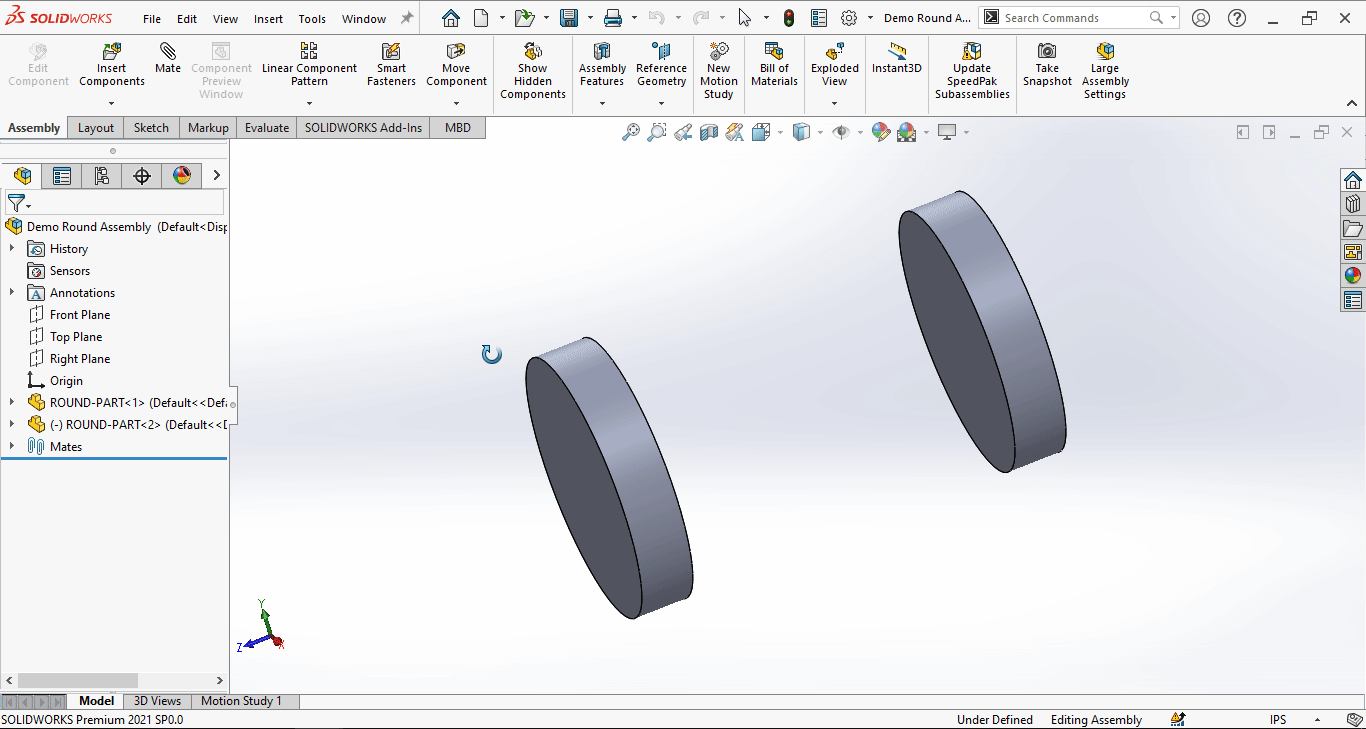 SOLIDWORKS File Edit View Insert Tools Window Demo Round A... Search Commands
Edit Component
Insert Components
Mate
Component Preview Window
Linear Component Pattern
Smart Fasteners
Move Component
Show Hidden Components
Assembly Features
Reference Geometry
New Motion Study
Bill of Materials
Exploded View
Instant3D
Update SpeedPak Subassemblies
Take Snapshot
Large Assembly Settings
Assembly Layout Sketch Markup Evaluate SOLIDWORKS Add-Ins MBD
Demo Round Assembly (Default<Disp
History
Sensors
Annotations
Front Plane
Top Plane
Right Plane
Origin
ROUND-PART<1> (Default<<Defa
(-) ROUND-PART<2> (Default<<D
Mates
Y
Z
X
Model 3D Views Motion Study 1
SOLIDWORKS Premium 2021 SP0.0 Under Defined Editing Assembly IPS